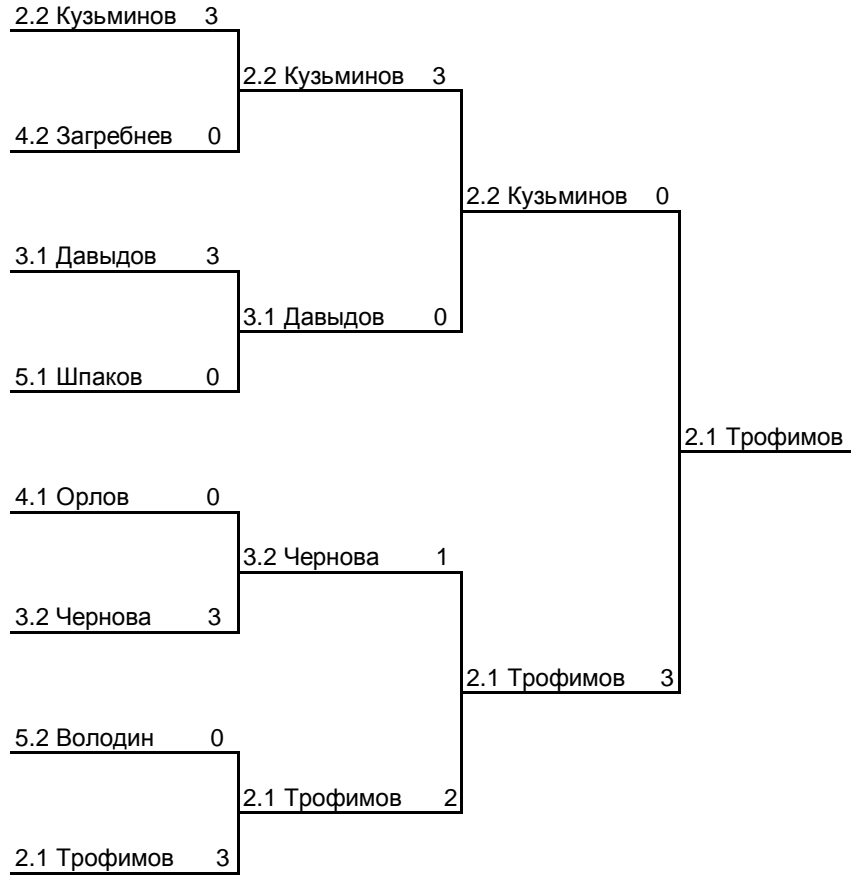 2.2 Кузьминов 3
2.2 Кузьминов 3
4.2 Загребнев 0
2.2 Кузьминов 0
3.1 Давыдов 3
3.1 Давыдов 0
5.1 Шпаков 0
2.1 Трофимов
4.1 Орлов 0
3.2 Чернова 1
3.2 Чернова 3
2.1 Трофимов 3
5.2 Володин 0
2.1 Трофимов 2
2.1 Трофимов 3